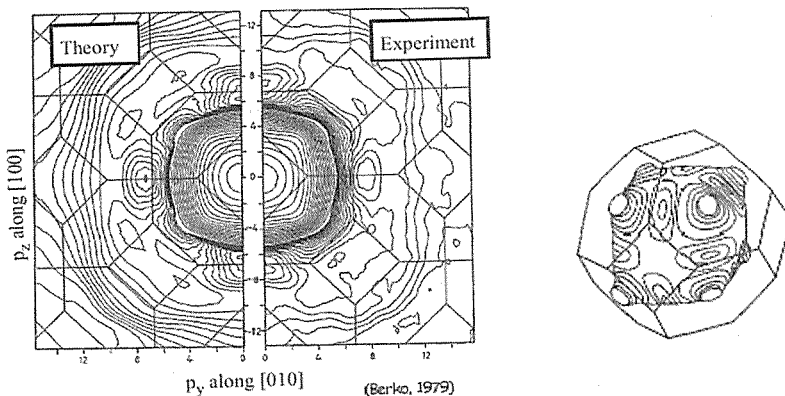 Theory
Experiment
12
8
4
0
4
8
12
p_z along [100]
12 8 4 0
0 4 8 12
p_y along [010]
(Berko, 1979)